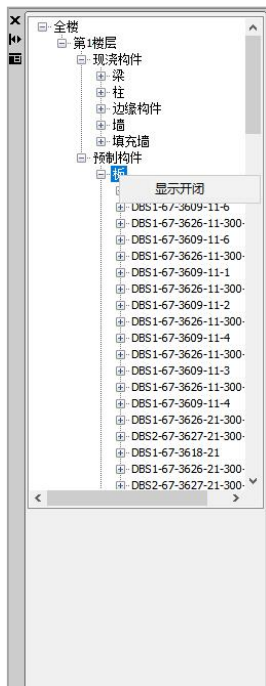 全楼
第1楼层
现浇构件
梁
柱
边缘构件
墙
填充墙
预制构件
板
显示开闭
DBS1-67-3609-11-6
DBS1-67-3626-11-300-
DBS1-67-3609-11-6
DBS1-67-3626-11-300-
DBS1-67-3609-11-1
DBS1-67-3626-11-300-
DBS1-67-3609-11-2
DBS1-67-3626-11-300-
DBS1-67-3609-11-4
DBS1-67-3626-11-300-
DBS1-67-3609-11-3
DBS1-67-3626-11-300-
DBS1-67-3609-11-4
DBS1-67-3626-21-300-
DBS2-67-3627-21-300-
DBS1-67-3618-21
DBS1-67-3626-21-300-
DBS2-67-3627-21-300-